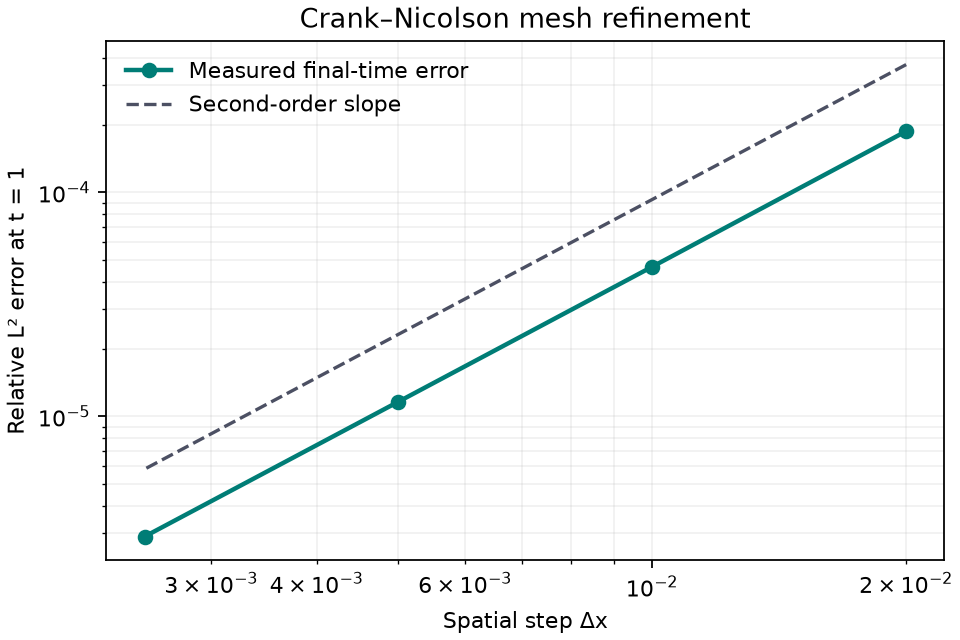 Crank–Nicolson mesh refinement
Measured final-time error
Second-order slope
Relative L² error at t = 1
10⁻⁴
10⁻⁵
3 × 10⁻³
4 × 10⁻³
6 × 10⁻³
10⁻²
2 × 10⁻²
Spatial step Δx